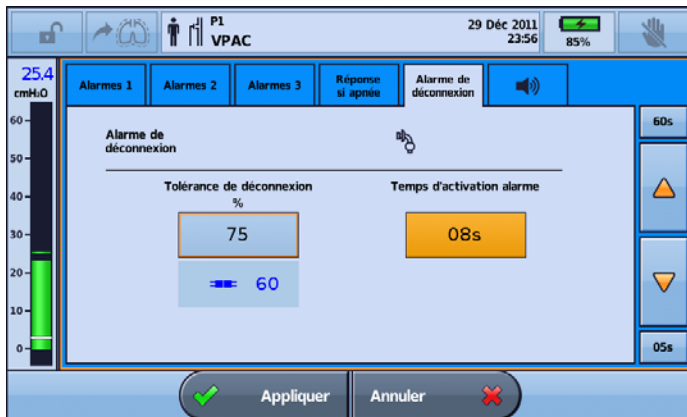 P1
VPAC
29 Déc 2011
23:56
85%
25.4
cmH₂O
Alarmes 1
Alarmes 2
Alarmes 3
Réponse
si apnée
Alarme de
déconnexion
60
50
40
30
20
10
0
Alarme de
déconnexion
Tolérance de déconnexion
%
75
60
Temps d'activation alarme
08s
60s
05s
Appliquer
Annuler